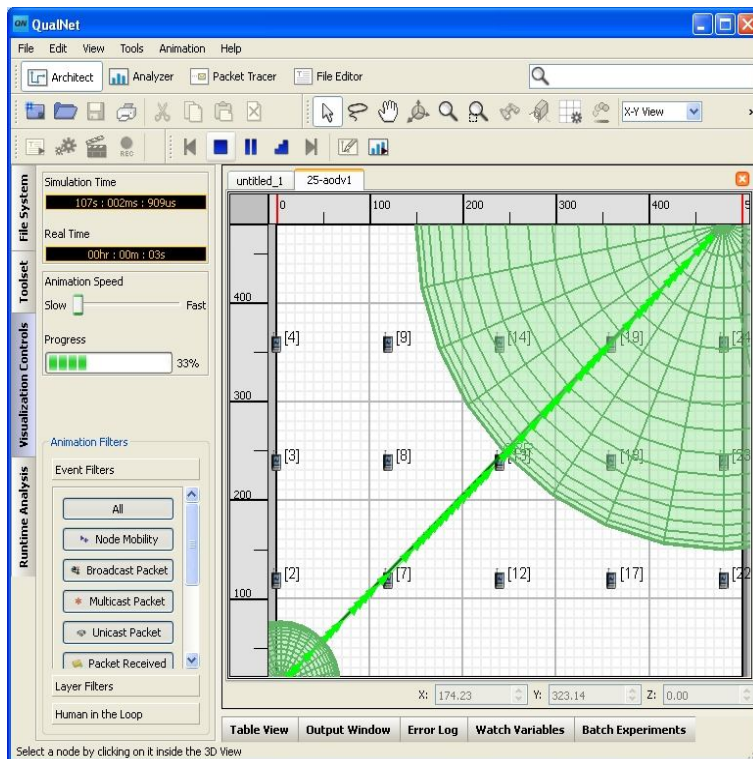 QualNet
File Edit View Tools Animation Help
Architect Analyzer Packet Tracer File Editor
X-Y View
REC
File System
Toolset
Visualization Controls
Runtime Analysis
Simulation Time
107s : 002ms : 909us
Real Time
00hr : 00m : 03s
Animation Speed
Slow Fast
Progress
33%
Animation Filters
Event Filters
All
Node Mobility
Broadcast Packet
Multicast Packet
Unicast Packet
Packet Received
Layer Filters
Human in the Loop
untitled_1 25-aodv1
0 100 200 300 400 5
400
[4] [9] [14] [19] [24
300
[3] [8] [13] [18] [23
200
[2] [7] [12] [17] [22
100
X: 174.23 Y: 323.14 Z: 0.00
Table View Output Window Error Log Watch Variables Batch Experiments
Select a node by clicking on it inside the 3D View